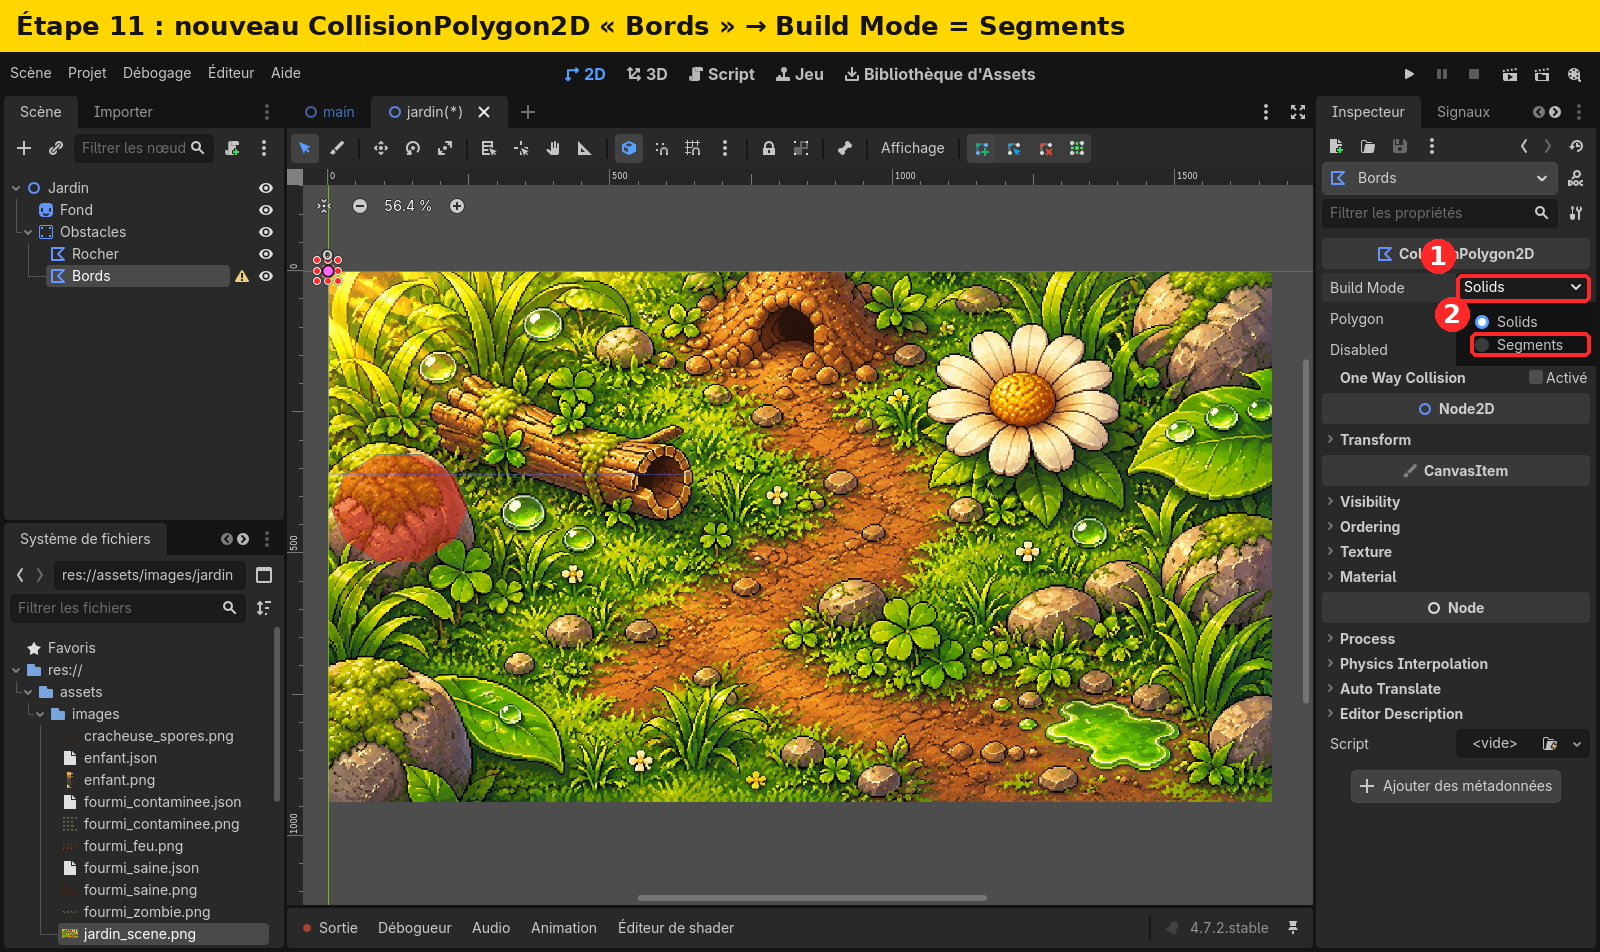 Étape 11 : nouveau CollisionPolygon2D « Bords » → Build Mode = Segments
Scène Projet Débogage Éditeur Aide
2D 3D Script Jeu Bibliothèque d'Assets
Scène Importer
main jardin(*)
Inspecteur Signaux
Filtrer les nœud
Affichage
Jardin
Fond
Obstacles
Rocher
Bords
0 500 1000 1500
56.4 %
0
0
500
1000
Bords
DOC
Filtrer les propriétés
1
Build Mode Solids
2
Polygon
Solids
Disabled
Segments
One Way Collision Activé
Node2D
Transform
CanvasItem
Visibility
Ordering
Texture
Material
Node
Process
Physics Interpolation
Auto Translate
Editor Description
Script <vide>
Ajouter des métadonnées
Système de fichiers
res://assets/images/jardin
Filtrer les fichiers
Favoris
res://
assets
images
cracheuse_spores.png
enfant.json
enfant.png
fourmi_contaminee.json
fourmi_contaminee.png
fourmi_feu.png
fourmi_saine.json
fourmi_saine.png
fourmi_zombie.png
jardin_scene.png
Sortie Débogueur Audio Animation Éditeur de shader
4.7.2.stable